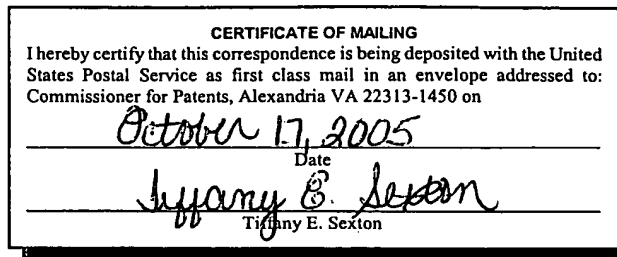 CERTIFICATE OF MAILING
I hereby certify that this correspondence is being deposited with the United
States Postal Service as first class mail in an envelope addressed to:
Commissioner for Patents, Alexandria VA 22313-1450 on
October 17, 2005
Date
Tiffany E. Sexton
Tiffany E. Sexton